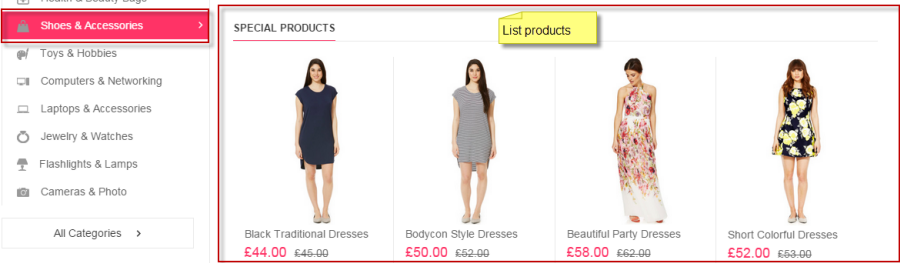 Health & Beauty Bags
Shoes & Accessories
Toys & Hobbies
Computers & Networking
Laptops & Accessories
Jewelry & Watches
Flashlights & Lamps
Cameras & Photo
All Categories
SPECIAL PRODUCTS
List products
Black Traditional Dresses
£44.00 £45.00
Bodycon Style Dresses
£50.00 £52.00
Beautiful Party Dresses
£58.00 £62.00
Short Colorful Dresses
£52.00 £53.00